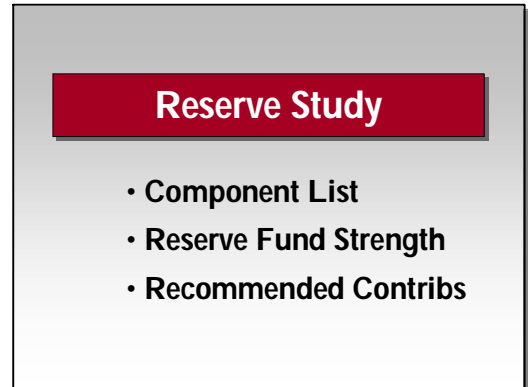 Reserve Study
• Component List
• Reserve Fund Strength
• Recommended Contribs